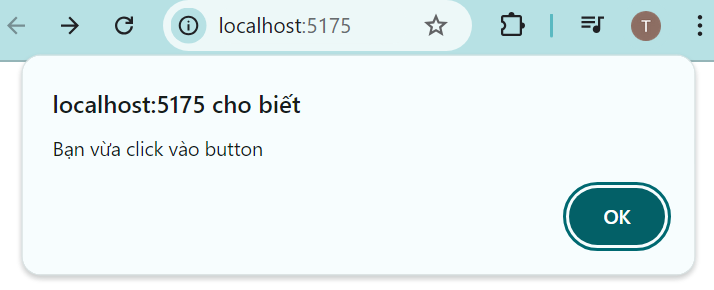 localhost:5175
T
localhost:5175 cho biết
Bạn vừa click vào button
OK